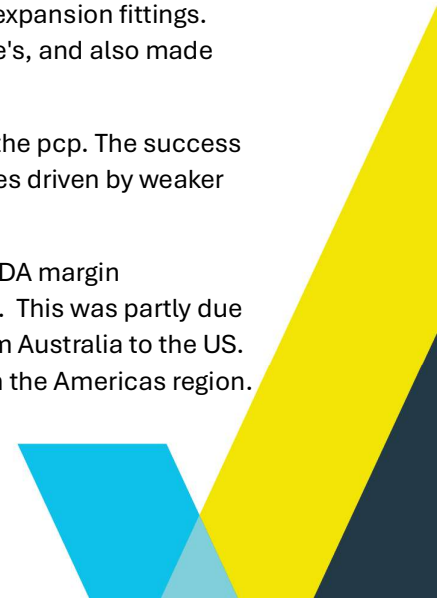 expansion fittings.
e's, and also made
the pcp. The success
es driven by weaker
DA margin
. This was partly due
m Australia to the US.
n the Americas region.